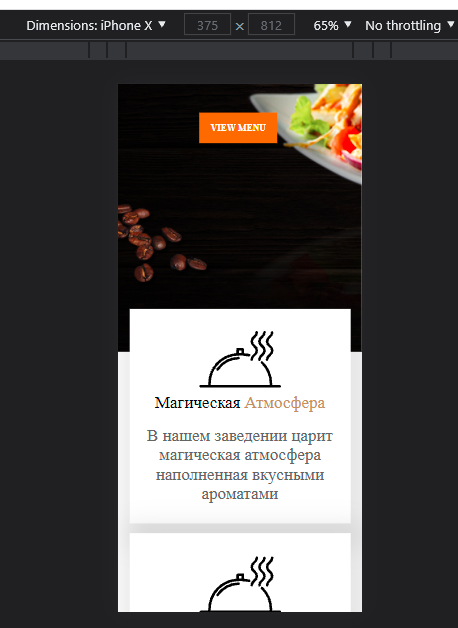 Dimensions: iPhone X ▼ 375 × 812 65% ▼ No throttling ▼
VIEW MENU
Магическая Атмосфера
В нашем заведении царит
магическая атмосфера
наполненная вкусными
ароматами